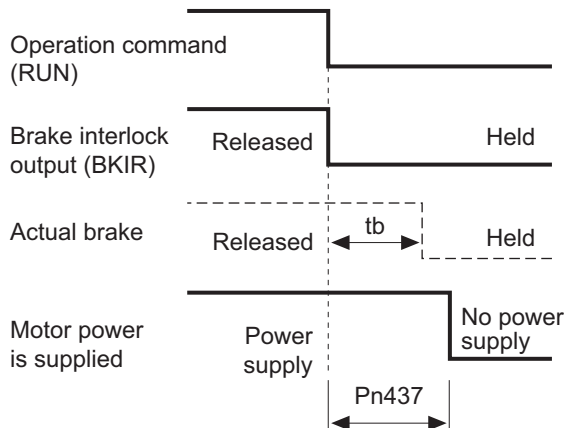 Operation command
(RUN)
Brake interlock
output (BKIR)
Released
Held
Actual brake
Released
tb
Held
Motor power
is supplied
Power
supply
No power
supply
Pn437